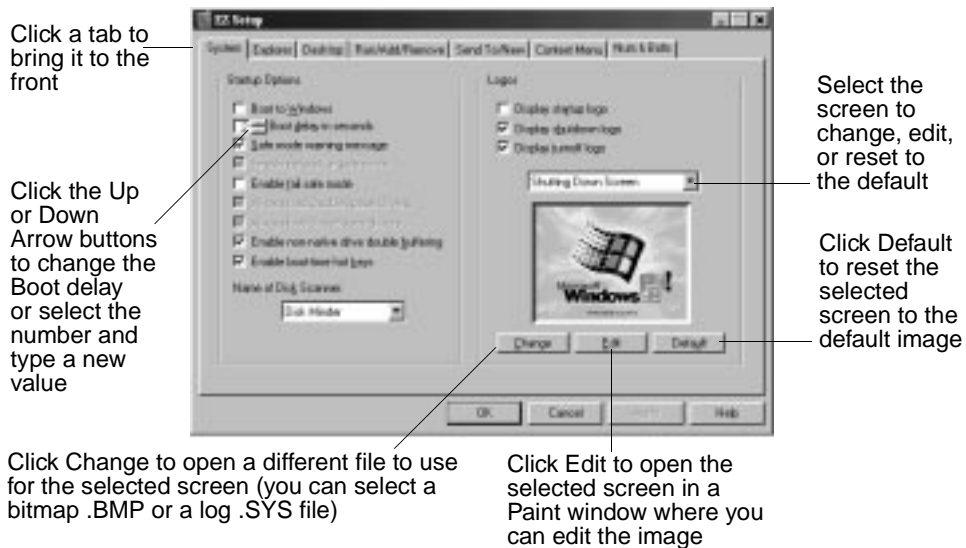 Click a tab to
bring it to the
front
Click the Up
or Down
Arrow buttons
to change the
Boot delay
or select the
number and
type a new
value
EZ Setup
System Explorer Desktop Run/Add/Remove Send To/New Context Menu Nuts & Bolts
Startup Options
Boot to Windows
Boot delay in seconds
Safe mode warning message
Enable fail safe mode
Enable non-native drive double buffering
Enable boot-time hot keys
Name of Disk Scanner:
Disk Minder
Logos
Display startup logo
Display shutdown logo
Display turnoff logo
Shutting Down Screen
Microsoft
Windows
Change Edit Default
OK Cancel Help
Select the
screen to
change, edit,
or reset to
the default
Click Default
to reset the
selected
screen to the
default image
Click Change to open a different file to use
for the selected screen (you can select a
bitmap .BMP or a log .SYS file)
Click Edit to open the
selected screen in a
Paint window where you
can edit the image